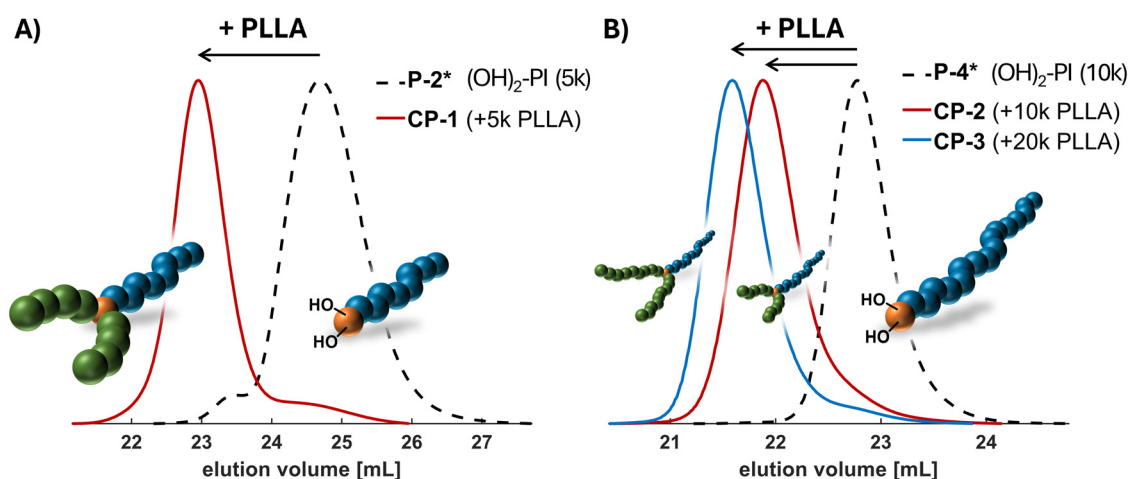 A)
+ PLLA
P-2* (OH)₂-PI (5k)
CP-1 (+5k PLLA)
HO
HO
22 23 24 25 26 27
elution volume [mL]
B)
+ PLLA
P-4* (OH)₂-PI (10k)
CP-2 (+10k PLLA)
CP-3 (+20k PLLA)
HO
HO
21 22 23 24
elution volume [mL]